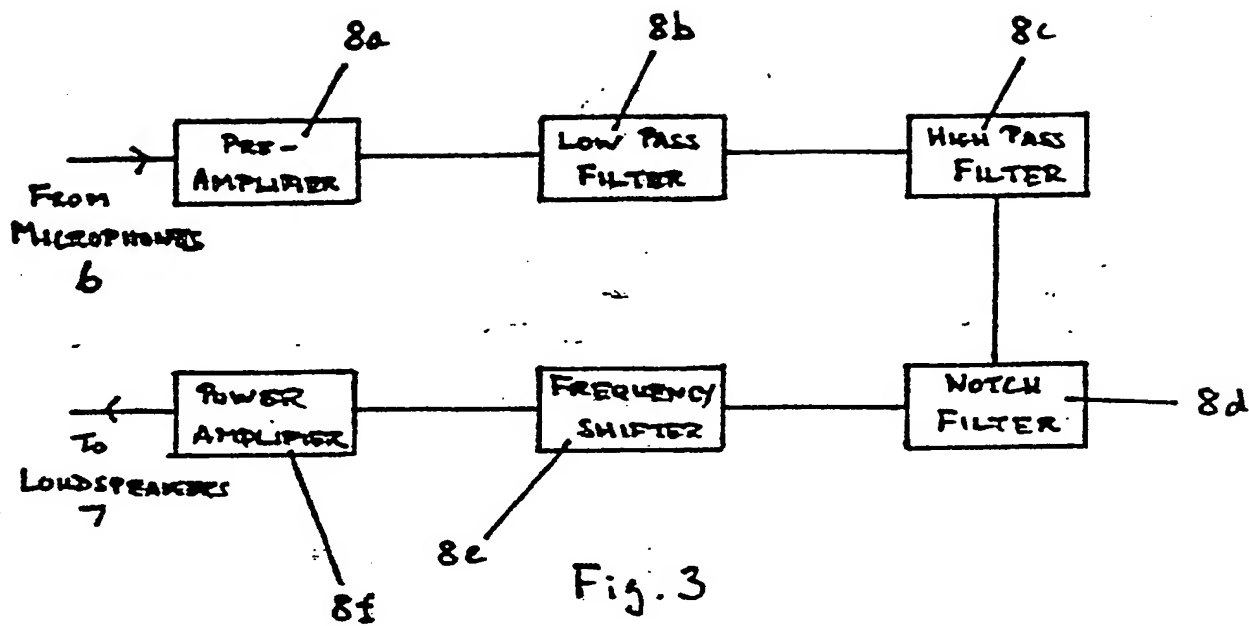 8a
8b
8c
PRE-
AMPLIFIER
LOW PASS
FILTER
HIGH PASS
FILTER
FROM
MICROPHONES
6
POWER
AMPLIFIER
FREQUENCY
SHIFTER
NOTCH
FILTER
8d
TO
LOUDSPEAKERS
7
8e
8f
Fig. 3